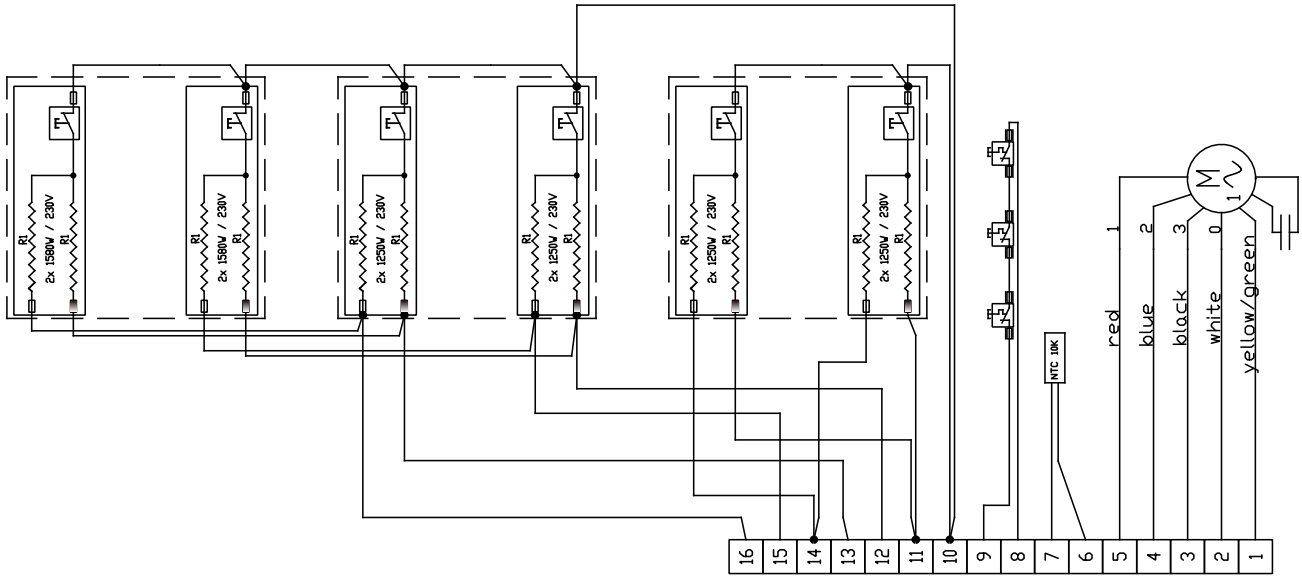 R1
2x 1580W / 230V
R1
R1
2x 1580W / 230V
R1
R1
2x 1250W / 230V
R1
R1
2x 1250W / 230V
R1
R1
2x 1250W / 230V
R1
R1
2x 1250W / 230V
R1
M
1
1
2
3
0
red
blue
black
white
yellow/green
NTC 10K
16
15
14
13
12
11
10
9
8
7
6
5
4
3
2
1